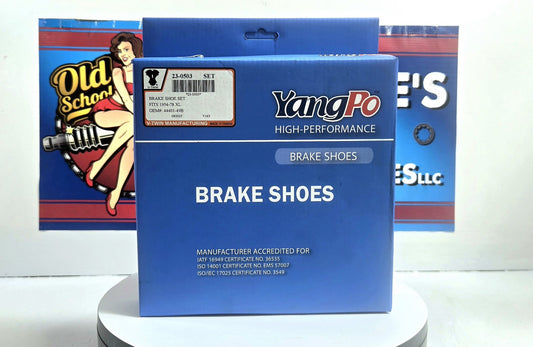 Old
School
23-0503 SET
*23-0503*
BRAKE SHOE SET
V-TWIN MANUFACTURING
YangPo
HIGH-PERFORMANCE
BRAKE SHOES
BRAKE SHOES
MANUFACTURER ACCREDITED FOR
IATF 16949 CERTIFICATE NO. 36535
ISO 14001 CERTIFICATE NO. EMS 57007
ISO/IEC 17025 CERTIFICATE NO. 3549
E'S
ES LLC